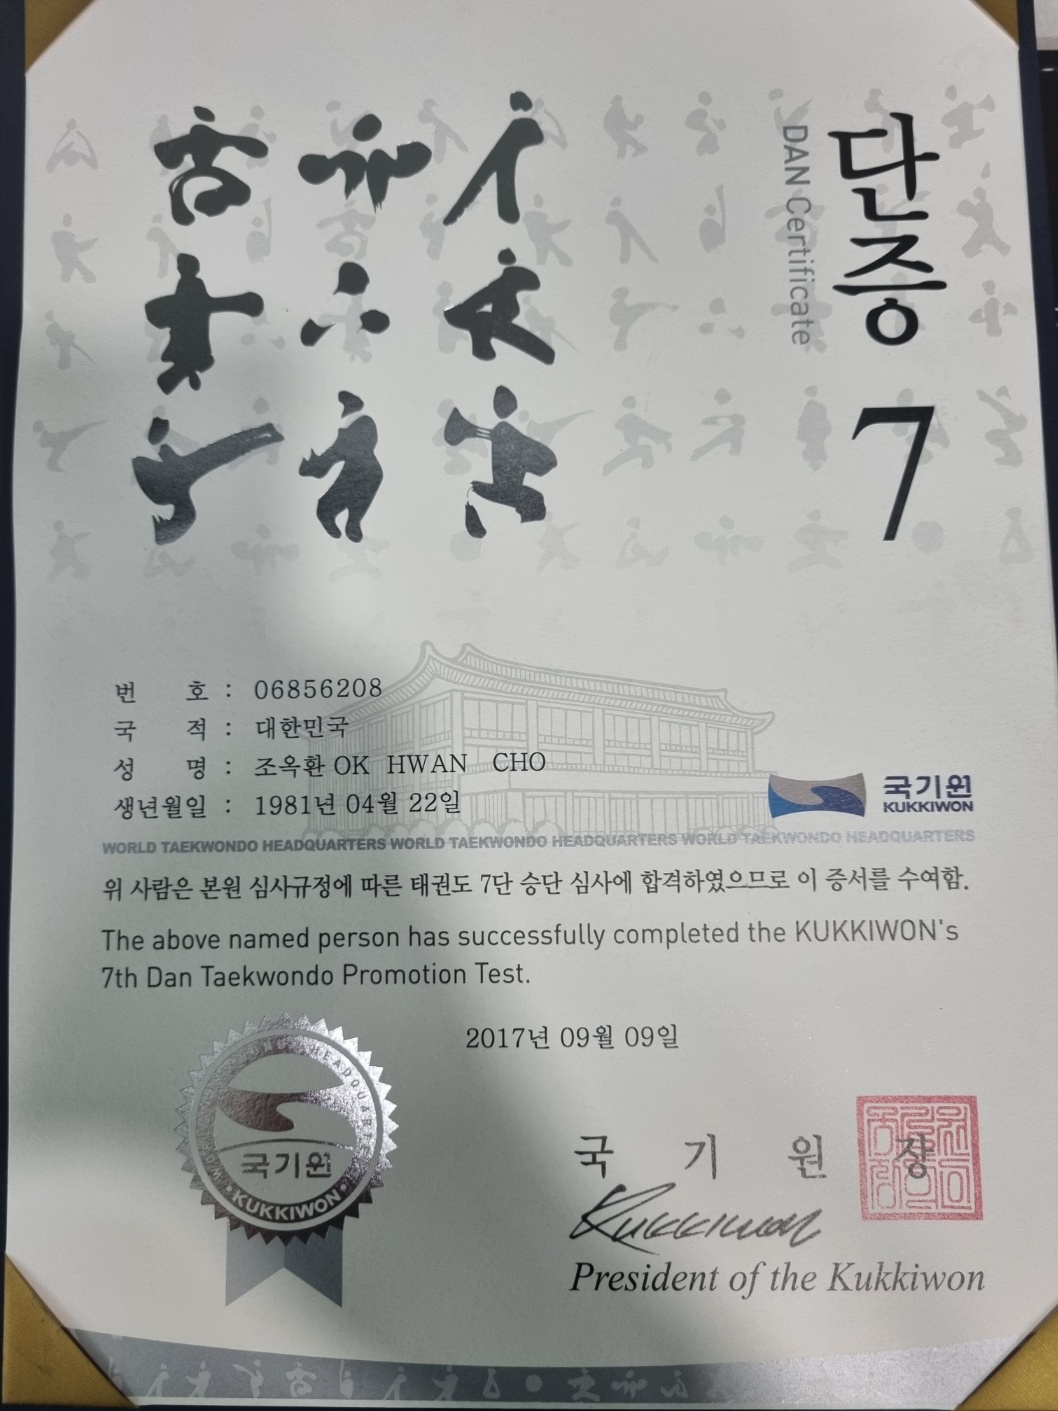 단증
DAN Certificate
7
번 호 : 06856208
국 적 : 대한민국
성 명 : 조옥환 OK HWAN CHO
생년월일 : 1981년 04월 22일
국기원
KUKKIWON
WORLD TAEKWONDO HEADQUARTERS WORLD TAEKWONDO HEADQUARTERS WORLD TAEKWONDO HEADQUARTERS
위 사람은 본원 심사규정에 따른 태권도 7단 승단 심사에 합격하였으므로 이 증서를 수여함.
The above named person has successfully completed the KUKKIWON's
7th Dan Taekwondo Promotion Test.
2017년 09월 09일
국기원
KUKKIWON
국 기 원 장
Kukkiwon
President of the Kukkiwon